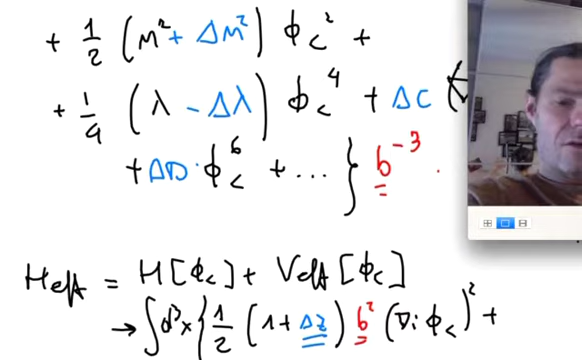 + 1/2 (m² + Δm²) ϕ<² +
+ 1/4 (λ - Δλ) ϕ<⁴ + ΔC (
+ ΔD · ϕ<⁶ + ... } b⁻³ .
Heff = H[ϕ<] + Veff[ϕ<]
→ ∫d³x { 1/2 (1 + Δz) b² (∇i ϕ<)² +